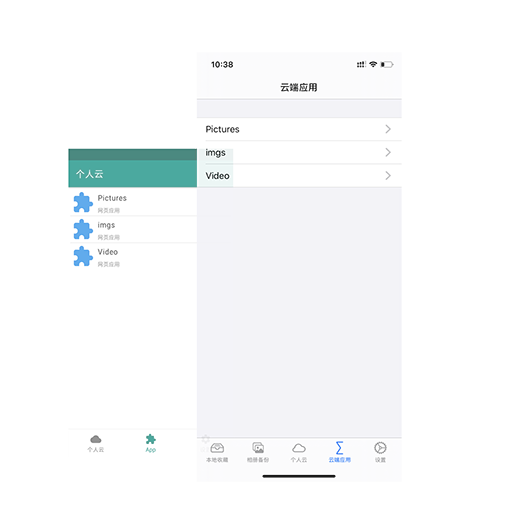 10:38
云端应用
Pictures
imgs
Video
本地收藏
相册备份
个人云
云端应用
设置
个人云
Pictures
网页应用
imgs
网页应用
Video
网页应用
个人云
App